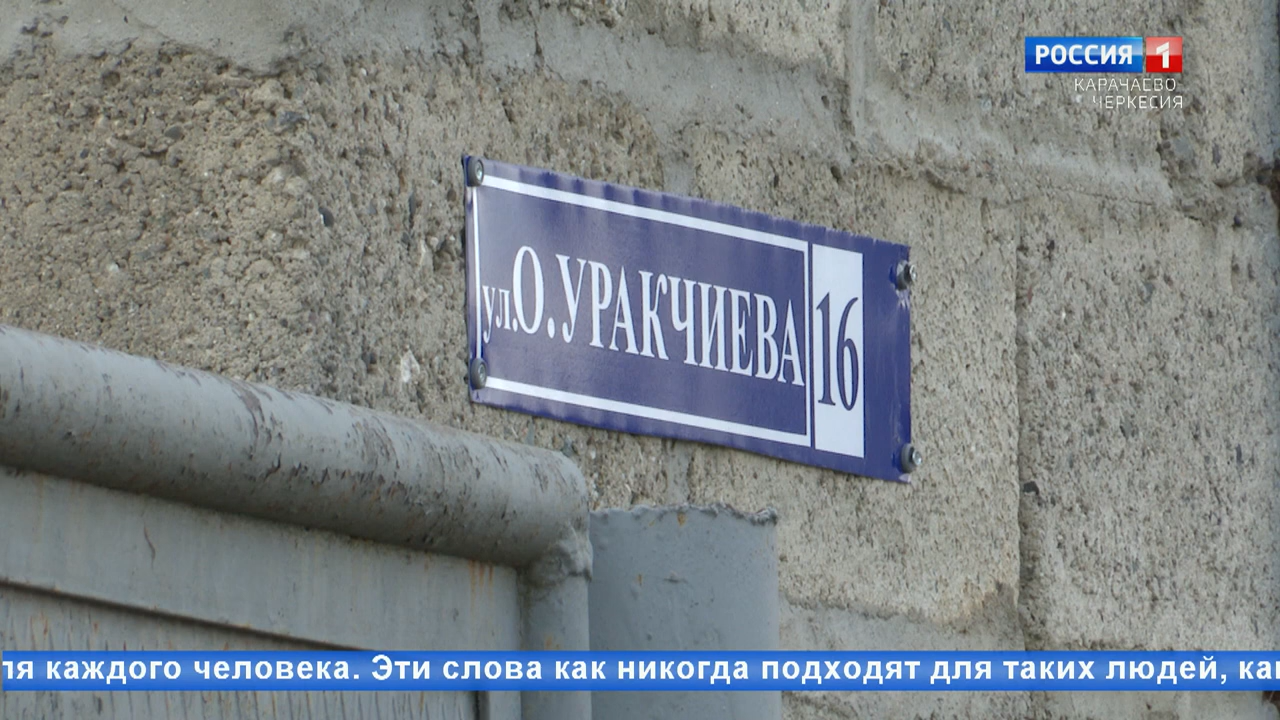 РОССИЯ 1
КАРАЧАЕВО
ЧЕРКЕСИЯ
ул.О.УРАКЧИЕВА 16
каждого человека. Эти слова как никогда подходят для таких людей,